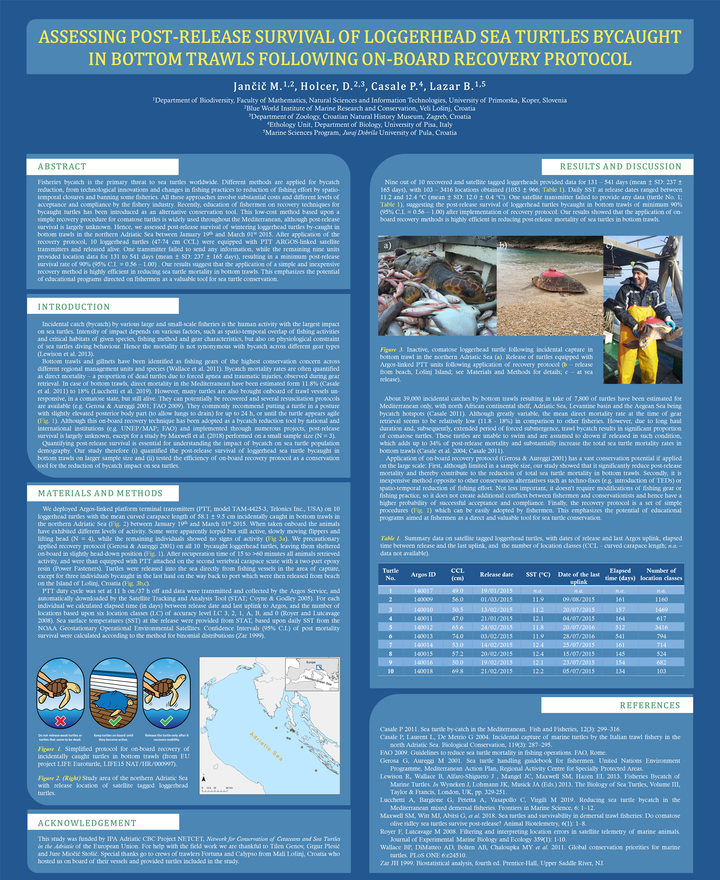 ASSESSING POST-RELEASE SURVIVAL OF LOGGERHEAD SEA TURTLES BYCAUGHT
IN BOTTOM TRAWLS FOLLOWING ON-BOARD RECOVERY PROTOCOL
Jančič M.1,2, Holcer, D.2,3, Casale P.4, Lazar B.1,5
1Department of Biodiversity, Faculty of Mathematics, Natural Sciences and Information Technologies, University of Primorska, Koper, Slovenia
2Blue World Institute of Marine Research and Conservation, Veli Lošinj, Croatia
3Department of Zoology, Croatian Natural History Museum, Zagreb, Croatia
4Ethology Unit, Department of Biology, University of Pisa, Italy
5Marine Sciences Program, Juraj Dobrila University of Pula, Croatia
ABSTRACT
Fisheries bycatch is the primary threat to sea turtles worldwide. Different methods are applied for bycatch
reduction, from technological innovations and changes in fishing practices to reduction of fishing effort by spatio-
temporal closures and banning some fisheries. All these approaches involve substantial costs and different levels of
acceptance and compliance by the fishery industry. Recently, education of fishermen on recovery techniques for
bycaught turtles has been introduced as an alternative conservation tool. This low-cost method based upon a
simple recovery procedure for comatose turtles is widely used throughout the Mediterranean, although post-release
survival is largely unknown. Hence, we assessed post-release survival of wintering loggerhead turtles by-caught in
bottom trawls in the northern Adriatic Sea between January 19th and March 01st 2015. After application of the
recovery protocol, 10 loggerhead turtles (47-74 cm CCL) were equipped with PTT ARGOS-linked satellite
transmitters and released alive. One transmitter failed to send any information, while the remaining nine units
provided location data for 131 to 541 days (mean ± SD: 237 ± 165 days), resulting in a minimum post-release
survival rate of 90% (95% C.I. = 0.56 - 1.00) . Our results suggest that the application of a simple and inexpensive
recovery method is highly efficient in reducing sea turtle mortality in bottom trawls. This emphasizes the potential
of educational programs directed on fishermen as a valuable tool for sea turtle conservation.
INTRODUCTION
Incidental catch (bycatch) by various large and small-scale fisheries is the human activity with the largest impact
on sea turtles. Intensity of impact depends on various factors, such as spatio-temporal overlap of fishing activities
and critical habitats of given species, fishing method and gear characteristics, but also on physiological constraint
of sea turtles diving behaviour. Hence the mortality is not synonymous with bycatch across different gear types
(Lewison et al. 2013).
Bottom trawls and gillnets have been identified as fishing gears of the highest conservation concern across
different regional management units and species (Wallace et al. 2011). Bycatch mortality rates are often quantified
as direct mortality – a proportion of dead turtles due to forced apnea and traumatic injuries, observed during gear
retrieval. In case of bottom trawls, direct mortality in the Mediterranean have been estimated form 11.8% (Casale
et al. 2011) to 18% (Lucchetti et al. 2019). However, many turtles are also brought onboard of trawl vessels un-
responsive, in a comatose state, but still alive. They can potentially be recovered and several resuscitation protocols
are available (e.g. Gerosa & Aureggi 2001, FAO 2009). They commonly recommend putting a turtle in a posture
with slightly elevated posterior body part (to allow lungs to drain) for up to 24 h, or until the turtle appears agile
(Fig. 1). Although this on-board recovery technique has been adopted as a bycatch reduction tool by national and
international institutions (e.g. UNEP/MAP; FAO) and implemented through numerous projects, post-release
survival is largely unknown, except for a study by Maxwell et al. (2018) performed on a small sample size (N = 3).
Quantifying post-release survival is essential for understanding the impact of bycatch on sea turtle population
demography. Our study therefore (i) quantified the post-release survival of loggerhead sea turtle bycaught in
bottom trawls on larger sample size and (ii) tested the efficiency of on-board recovery protocol as a conservation
tool for the reduction of bycatch impact on sea turtles.
MATERIALS AND METHODS
We deployed Argos-linked platform terminal transmitters (PTT, model TAM-4425-3, Telonics Inc., USA) on 10
loggerhead turtles with the mean curved carapace length of 58.1 ± 9.5 cm incidentally caught in bottom trawls in
the northern Adriatic Sea (Fig. 2) between January 19th and March 01st 2015. When taken onboard the animals
have exhibited different levels of activity. Some were apparently torpid but still active, slowly moving flippers and
lifting head (N = 4), while the remaining individuals showed no signs of activity (Fig 3a). We precautionary
applied recovery protocol (Gerosa & Aureggi 2001) on all 10 bycaught loggerhead turtles, leaving them sheltered
on-board in slightly head-down position (Fig. 1). After recuperation time of 15 to >60 minutes all animals retrieved
activity, and were than equipped with PTT attached on the second vertebral carapace scute with a two-part epoxy
resin (Power Fasteners). Turtles were released into the sea directly from fishing vessels in the area of capture,
except for three individuals bycaught in the last haul on the way back to port which were then released from beach
on the Island of Lošinj, Croatia (Fig. 3b,c).
PTT duty cycle was set at 11 h on/37 h off and data were transmitted and collected by the Argos Service, and
automatically downloaded by the Satellite Tracking and Analysis Tool (STAT; Coyne & Godley 2005). For each
individual we calculated elapsed time (in days) between release date and last uplink to Argos, and the number of
locations based upon six location classes (LC) of accuracy level LC 3, 2, 1, A, B, and 0 (Royer and Lutcavage
2008). Sea surface temperatures (SST) at the release were provided from STAT, based upon daily SST from the
NOAA Geostationary Operational Environmental Satellites. Confidence Intervals (95% C.I.) of post mortality
survival were calculated according to the method for binomial distributions (Zar 1999).
Do not release weak turtles or turtles that cannot be dead.
Keep turtles on board until they become active.
Release the turtle only after it recovers mobility.
Adriatic Sea
Figure 1. Simplified protocol for on-board recovery of
incidentally caught turtles in bottom trawls (from EU
project LIFE Euroturtle, LIFE15 NAT/HR/000997).
Figure 2. (Right) Study area of the northern Adriatic Sea
with release location of satellite tagged loggerhead
turtles.
ACKNOWLEDGEMENT
This study was funded by IPA Adriatic CBC Project NETCET, Network for Conservation of Cetaceans and Sea Turtles
in the Adriatic of the European Union. For help with the field work we are thankful to Tilen Genov, Grgur Pleslić
and Jure Miočić Stošić. Special thanks go to crews of trawlers Fortuna and Calypso from Mali Lošinj, Croatia who
hosted us on board of their vessels and provided turtles included in the study.
RESULTS AND DISCUSSION
Nine out of 10 recovered and satellite tagged loggerheads provided data for 131 – 541 days (mean ± SD: 237 ±
165 days), with 103 – 3416 locations obtained (1053 ± 966; Table 1). Daily SST at release dates ranged between
11.2 and 12.4 °C (mean ± SD: 12.0 ± 0.4 °C). One satellite transmitter failed to provide any data (turtle No. 1;
Table 1), suggesting the post-release survival of loggerheads bycaught in bottom trawls of minimum 90%
(95% C.I. = 0.56 – 1.00) after implementation of recovery protocol. Our results showed that the application of on-
board recovery methods is highly efficient in reducing post release mortality of sea turtles in bottom trawls.
a)
b)
c)
Figure 3. Inactive, comatose loggerhead turtle following incidental capture in
bottom trawl in the northern Adriatic Sea (a). Release of turtles equipped with
Argos-linked PTT units following application of recovery protocol (b – release
from beach, Lošinj Island; see Materials and Methods for details; c – at sea
release).
About 39,000 incidental catches by bottom trawls resulting in take of 7,800 of turtles have been estimated for
Mediterranean only, with north African continental shelf, Adriatic Sea, Levantine basin and the Aegean Sea being
bycatch hotspots (Casale 2011). Although greatly variable, the mean direct mortality rate at the time of gear
retrieval seems to be relatively low (11.8 - 18%) in comparison to other fisheries. However, due to long haul
duration and, subsequently, extended period of forced submergence, trawl bycatch results in significant proportion
of comatose turtles. These turtles are unable to swim and are assumed to drown if released in such condition,
which adds up to 34% of post-release mortality and substantially increase the total sea turtle mortality rates in
bottom trawls (Casale et al. 2004; Casale 2011).
Application of on-board recovery protocol (Gerosa & Aureggi 2001) has a vast conservation potential if applied
on the large scale: First, although limited in a sample size, our study showed that it significantly reduce post-release
mortality and thereby contribute to the reduction of total sea turtle mortality in bottom trawls. Secondly, it is
inexpensive method opposite to other conservation alternatives such as techno-fixes (e.g. introduction of TEDs) or
spatio-temporal reduction of fishing effort. Not less important, it doesn't require modifications of fishing gear or
fishing practice, so it does not create additional conflicts between fishermen and conservationists and hence have a
higher probability of successful acceptance and compliance. Finally, the recovery protocol is a set of simple
procedures (Fig. 1) which can be easily adopted by fishermen. This emphasizes the potential of educational
programs aimed at fishermen as a direct and valuable tool for sea turtle conservation.
Table 1. Summary data on satellite tagged loggerhead turtles, with dates of release and last Argos uplink, elapsed
time between release and the last uplink, and the number of location classes (CCL – curved carapace length; n.a. –
data not available).
Turtle No. Argos ID CCL (cm) Release date SST (°C) Date of the last uplink Elapsed time (days) Number of location classes
1 140017 49.0 19/01/2015 n.a. n.a. n.a. n.a.
2 140009 56.0 01/03/2015 11.9 09/08/2015 161 1160
3 140010 50.5 13/02/2015 11.2 20/07/2015 157 1469
4 140011 47.0 21/01/2015 12.1 04/07/2015 164 617
5 140012 65.6 24/02/2015 11.8 20/07/2016 512 3416
6 140013 74.0 03/02/2015 11.9 28/07/2016 541 794
7 140014 53.0 14/02/2015 12.4 25/07/2015 161 714
8 140015 57.2 20/02/2015 12.4 15/07/2015 145 524
9 140016 50.0 19/02/2015 12.1 23/07/2015 154 682
10 140018 69.8 21/02/2015 12.2 05/07/2015 134 103
REFERENCES
Casale P 2011. Sea turtle by-catch in the Mediterranean. Fish and Fisheries, 12(3): 299–316.
Casale P, Laurent L, De Metrio G 2004. Incidental capture of marine turtles by the Italian trawl fishery in the
north Adriatic Sea. Biological Conservation, 119(3): 287–295.
FAO 2009. Guidelines to reduce sea turtle mortality in fishing operations. FAO, Rome.
Gerosa G, Aureggi M 2001. Sea turtle handling guidebook for fishermen. United Nations Environment
Programme, Mediterranean Action Plan, Regional Activity Centre for Specially Protected Areas.
Lewison R, Wallace B, Alfaro-Shigueto J , Mangel JC, Maxwell SM, Hazen EL 2013. Fisheries Bycatch of
Marine Turtles. In Wyneken J, Lohmann JK, Musick JA (Eds.) 2013. The Biology of Sea Turtles, Volume III,
Taylor & Francis, London, UK, pp. 329-251.
Lucchetti A, Bargione G, Petetta A, Vasapollo C, Virgili M 2019. Reducing sea turtle bycatch in the
Mediterranean mixed demersal fisheries. Frontiers in Marine Science, 6: 1–12.
Maxwell SM, Witt MJ, Abitsi G, et al. 2018. Sea turtles and survivability in demersal trawl fisheries: Do comatose
olive ridley sea turtles survive post-release? Animal Biotelemetry, 6(1): 1–8.
Royer F, Lutcavage M 2008. Filtering and interpreting location errors in satellite telemetry of marine animals.
Journal of Experimental Marine Biology and Ecology 359(1): 1-10.
Wallace BP, DiMatteo AD, Bolten AB, Chaloupka MY et al. 2011. Global conservation priorities for marine
turtles. PLoS ONE 6:e24510.
Zar JH 1999. Biostatistical analysis, fourth ed. Prentice-Hall, Upper Saddle River, NJ.